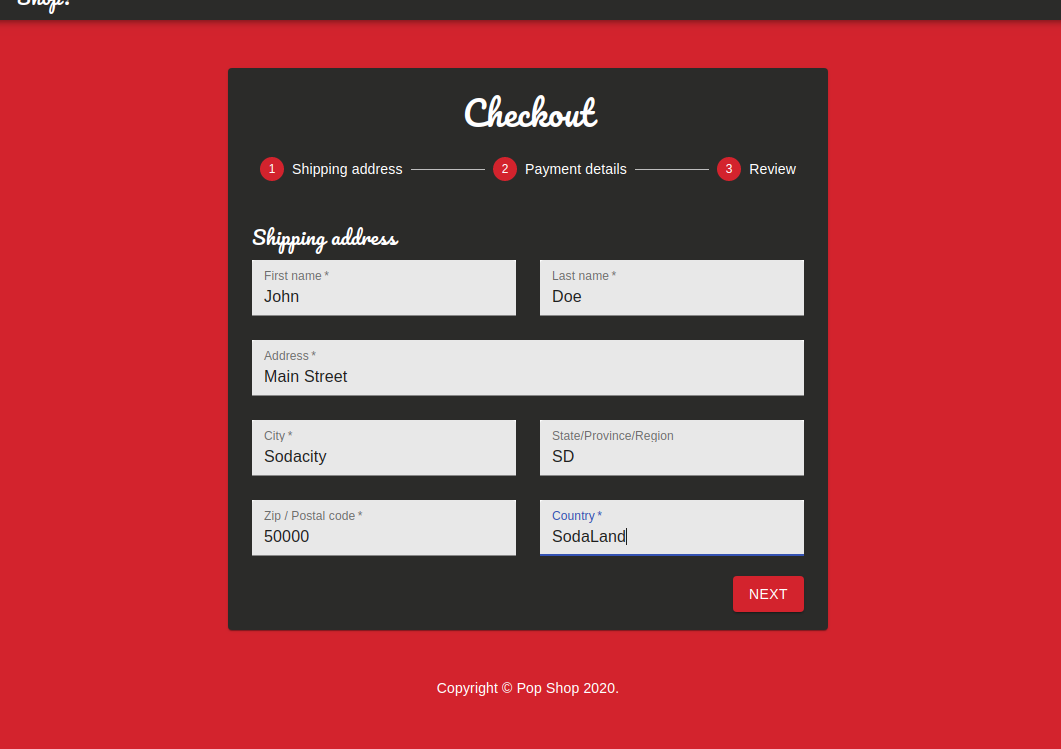 Shop!
Checkout
1 Shipping address 2 Payment details 3 Review
Shipping address
First name * Last name *
John Doe
Address *
Main Street
City * State/Province/Region
Sodacity SD
Zip / Postal code * Country *
50000 SodaLand
NEXT
Copyright © Pop Shop 2020.